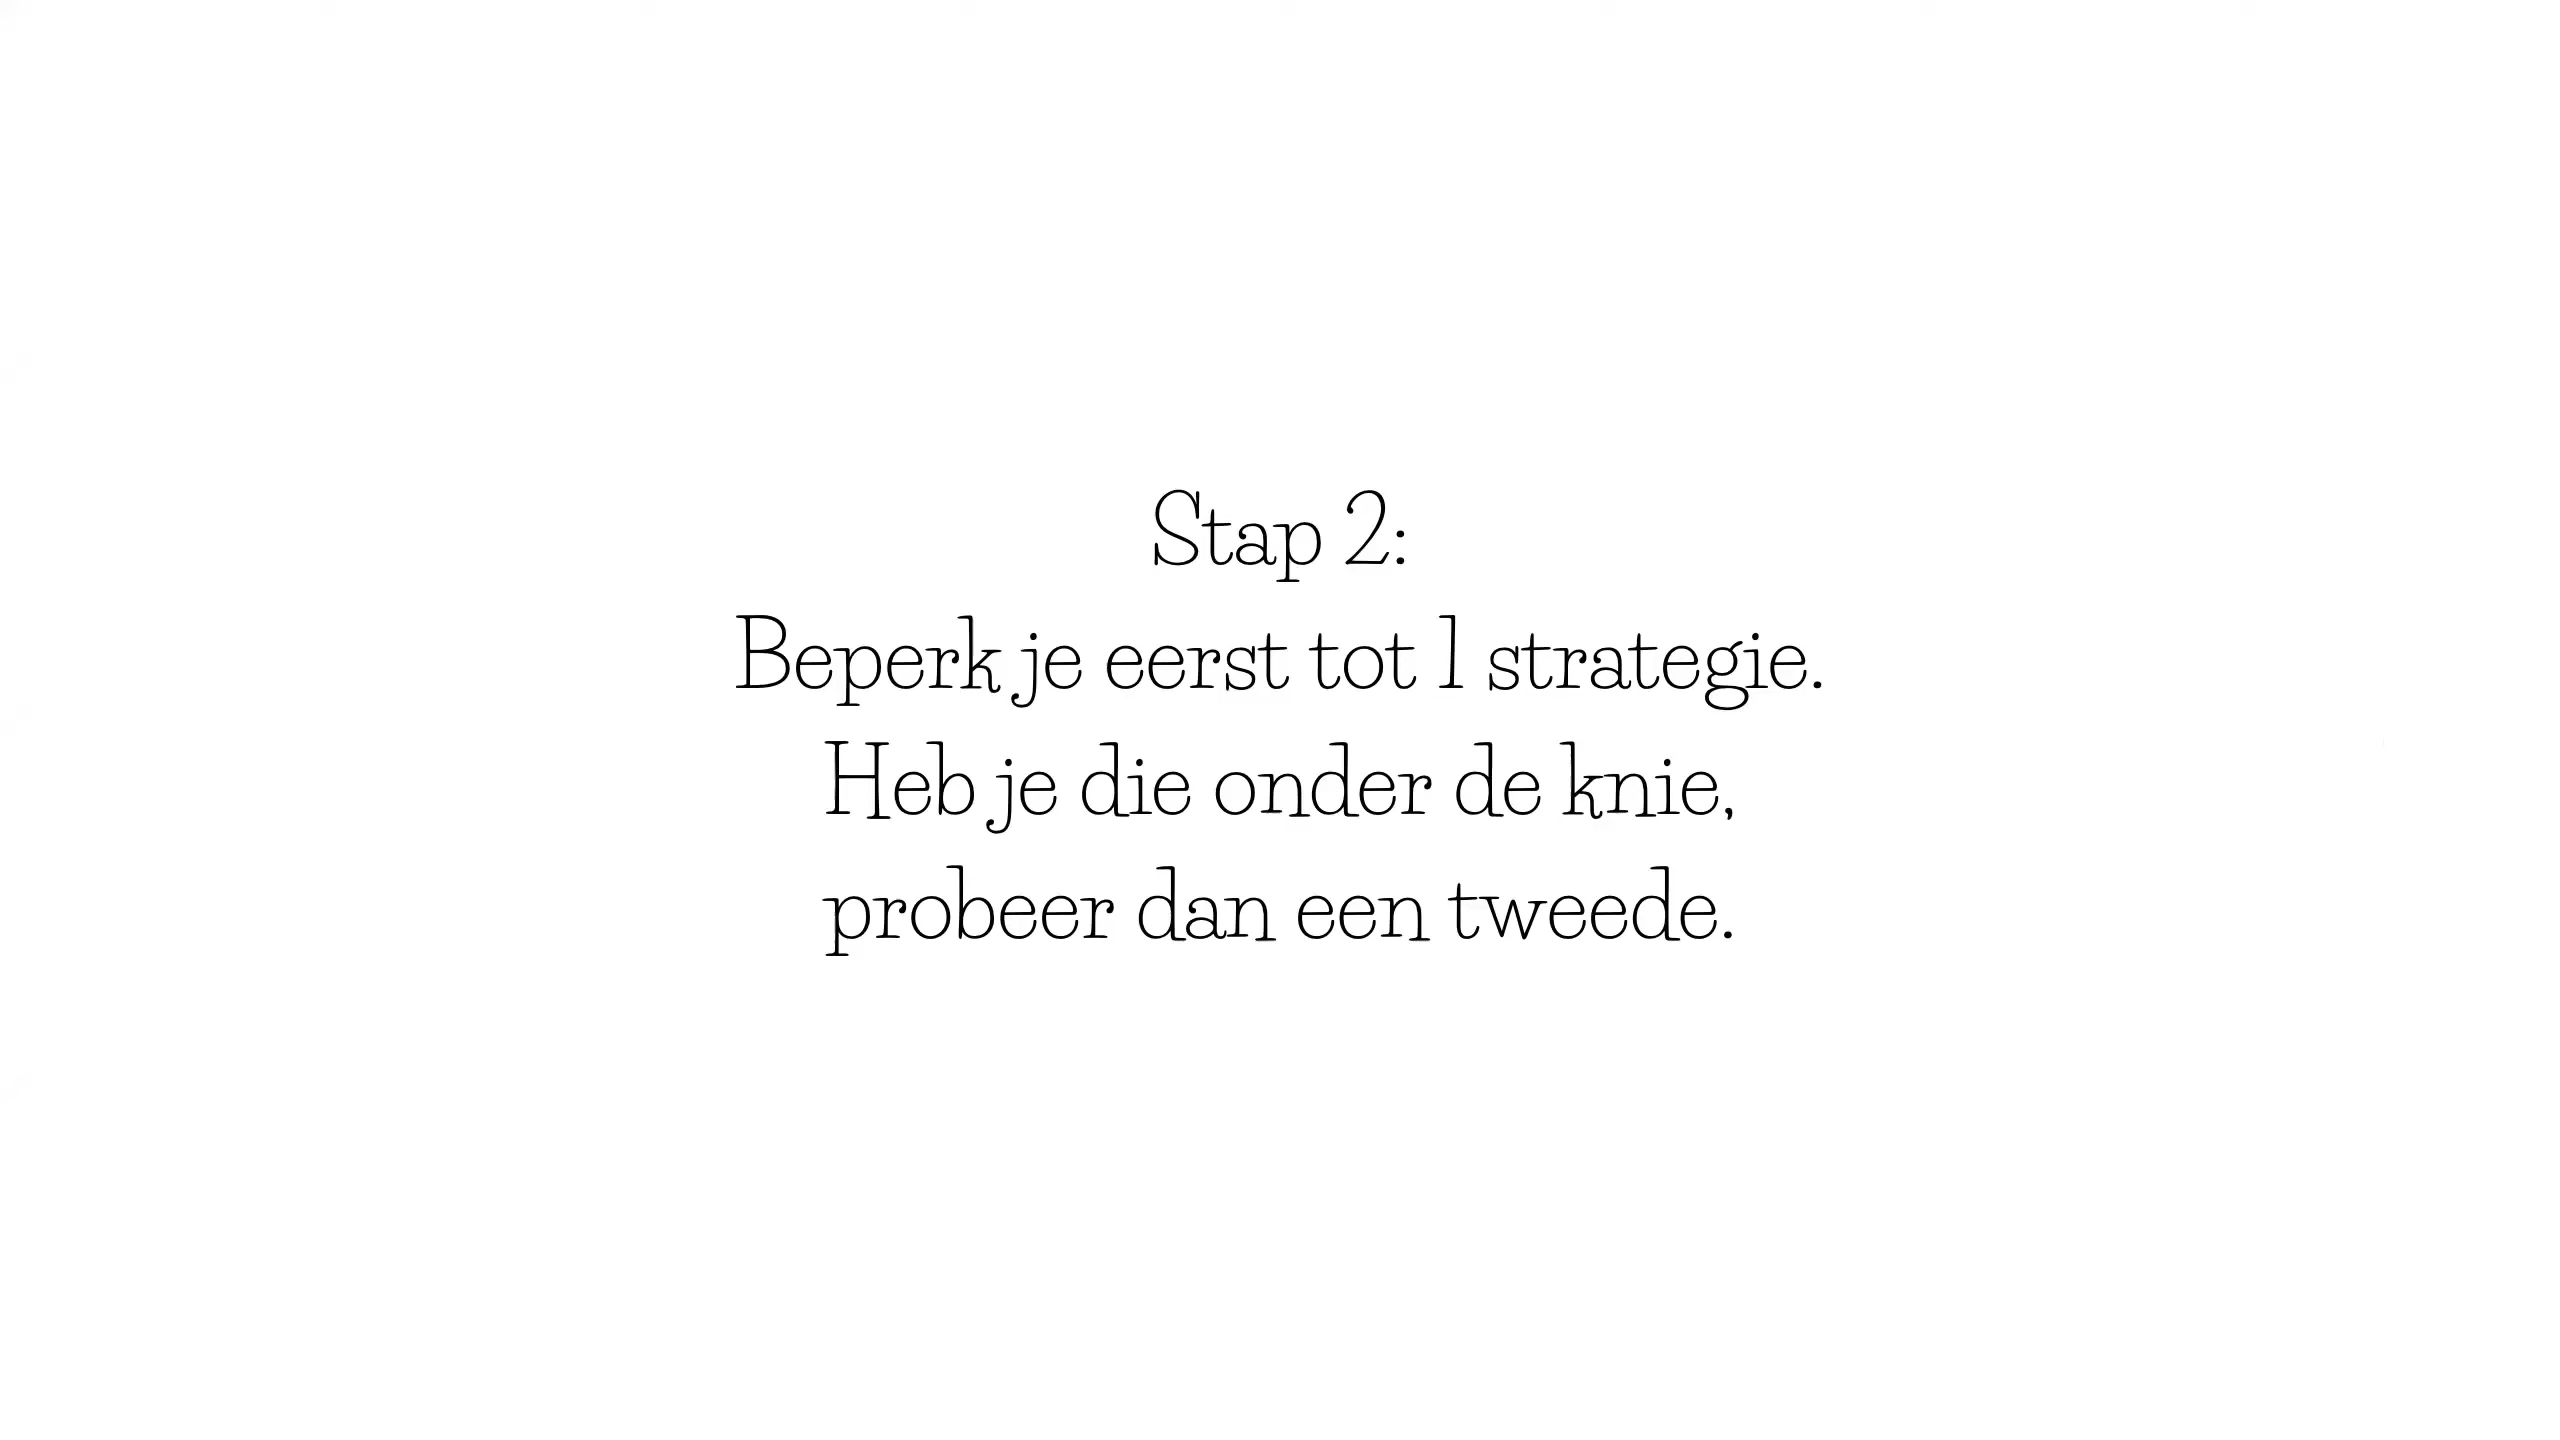 Stap 2:
Beperk je eerst tot 1 strategie.
Heb je die onder de knie,
probeer dan een tweede.